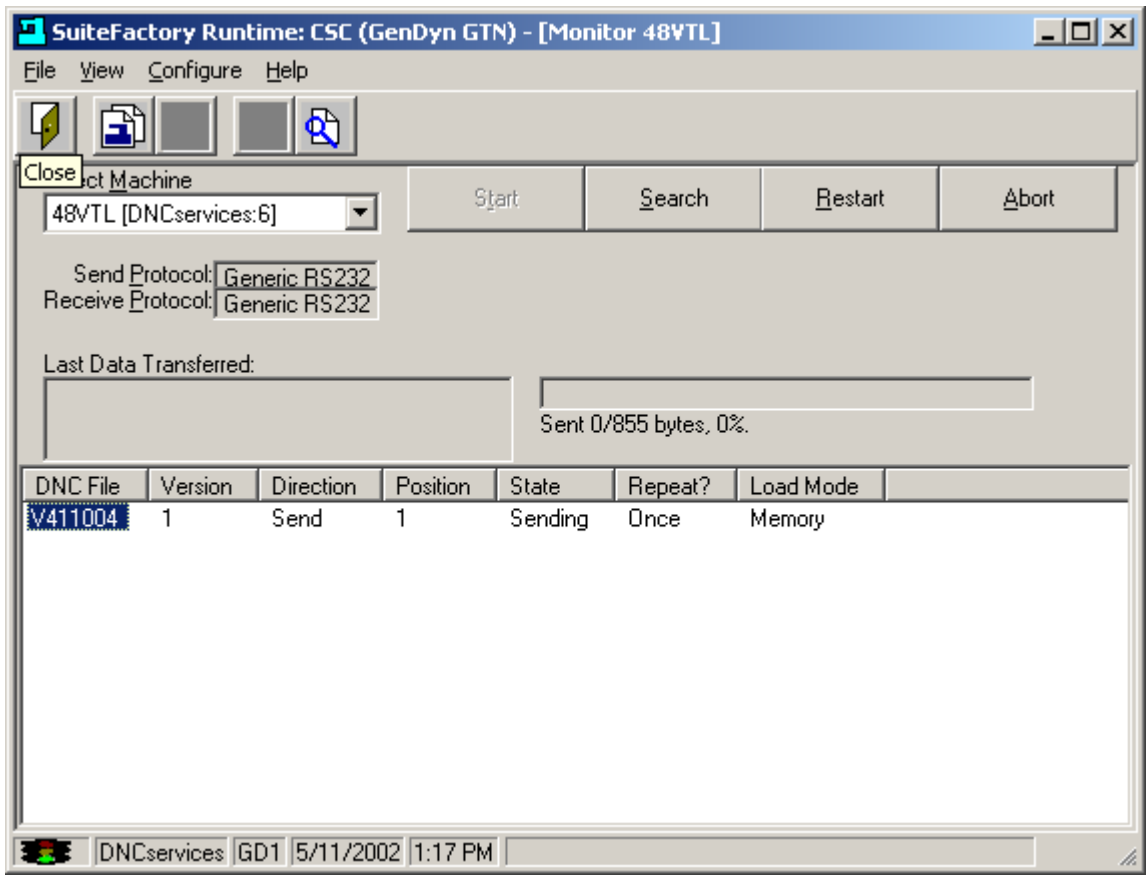 SuiteFactory Runtime: CSC (GenDyn GTN) - [Monitor 48VTL]
File View Configure Help
Close
ect Machine
48VTL [DNCservices:6]
Start Search Restart Abort
Send Protocol: Generic RS232
Receive Protocol: Generic RS232
Last Data Transferred:
Sent 0/855 bytes, 0%.
DNC File Version Direction Position State Repeat? Load Mode
V411004 1 Send 1 Sending Once Memory
DNCservices GD1 5/11/2002 1:17 PM